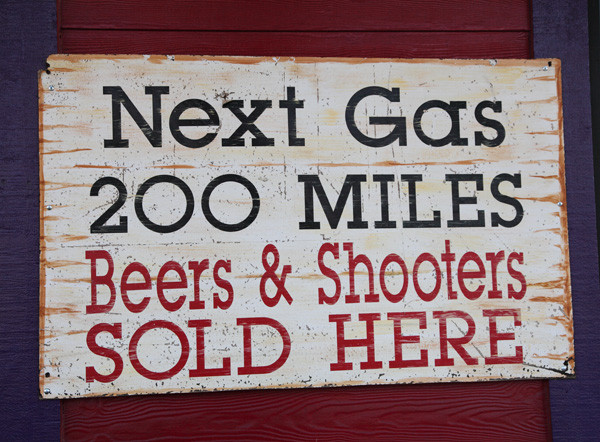 Next Gas
200 MILES
Beers & Shooters
SOLD HERE